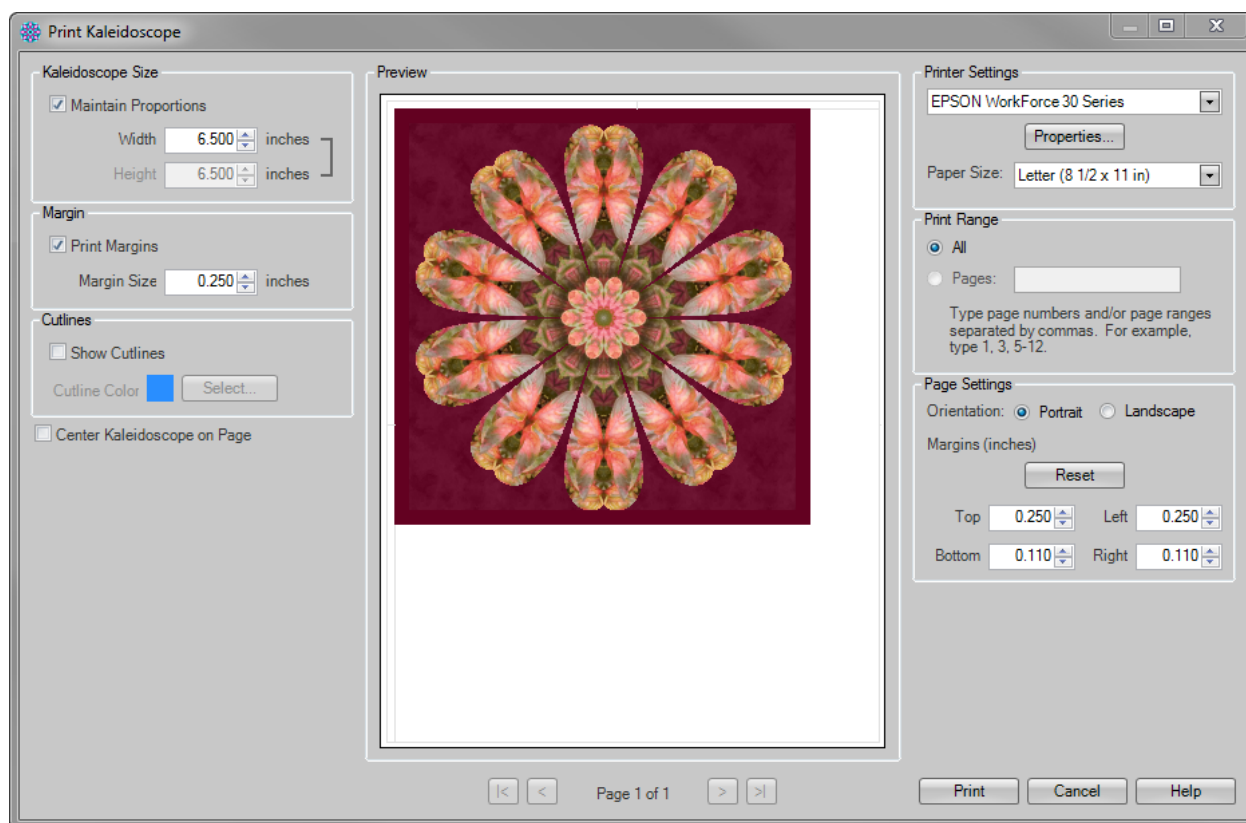 Print Kaleidoscope
Kaleidoscope Size
Maintain Proportions
Width 6.500 inches
Height 6.500 inches
Margin
Print Margins
Margin Size 0.250 inches
Cutlines
Show Cutlines
Cutline Color Select...
Center Kaleidoscope on Page
Preview
|< < Page 1 of 1 > >|
Printer Settings
EPSON WorkForce 30 Series
Properties...
Paper Size: Letter (8 1/2 x 11 in)
Print Range
All
Pages:
Type page numbers and/or page ranges
separated by commas. For example,
type 1, 3, 5-12.
Page Settings
Orientation: Portrait Landscape
Margins (inches)
Reset
Top 0.250 Left 0.250
Bottom 0.110 Right 0.110
Print Cancel Help